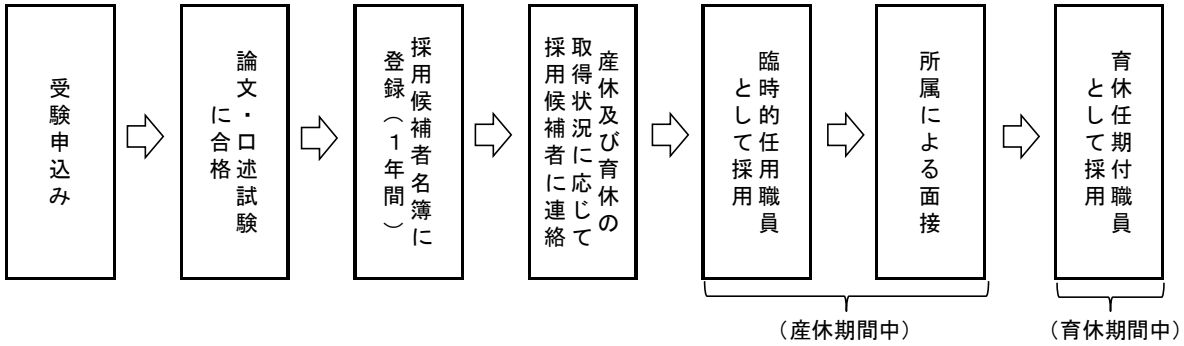 受験申込み
論文・口述試験
に合格
採用候補者名簿に
登録（１年間）
産休及び育休の
取得状況に応じて
採用候補者に連絡
臨時的任用職員
として採用
所属による面接
育休任期付職員
として採用
（産休期間中）
（育休期間中）